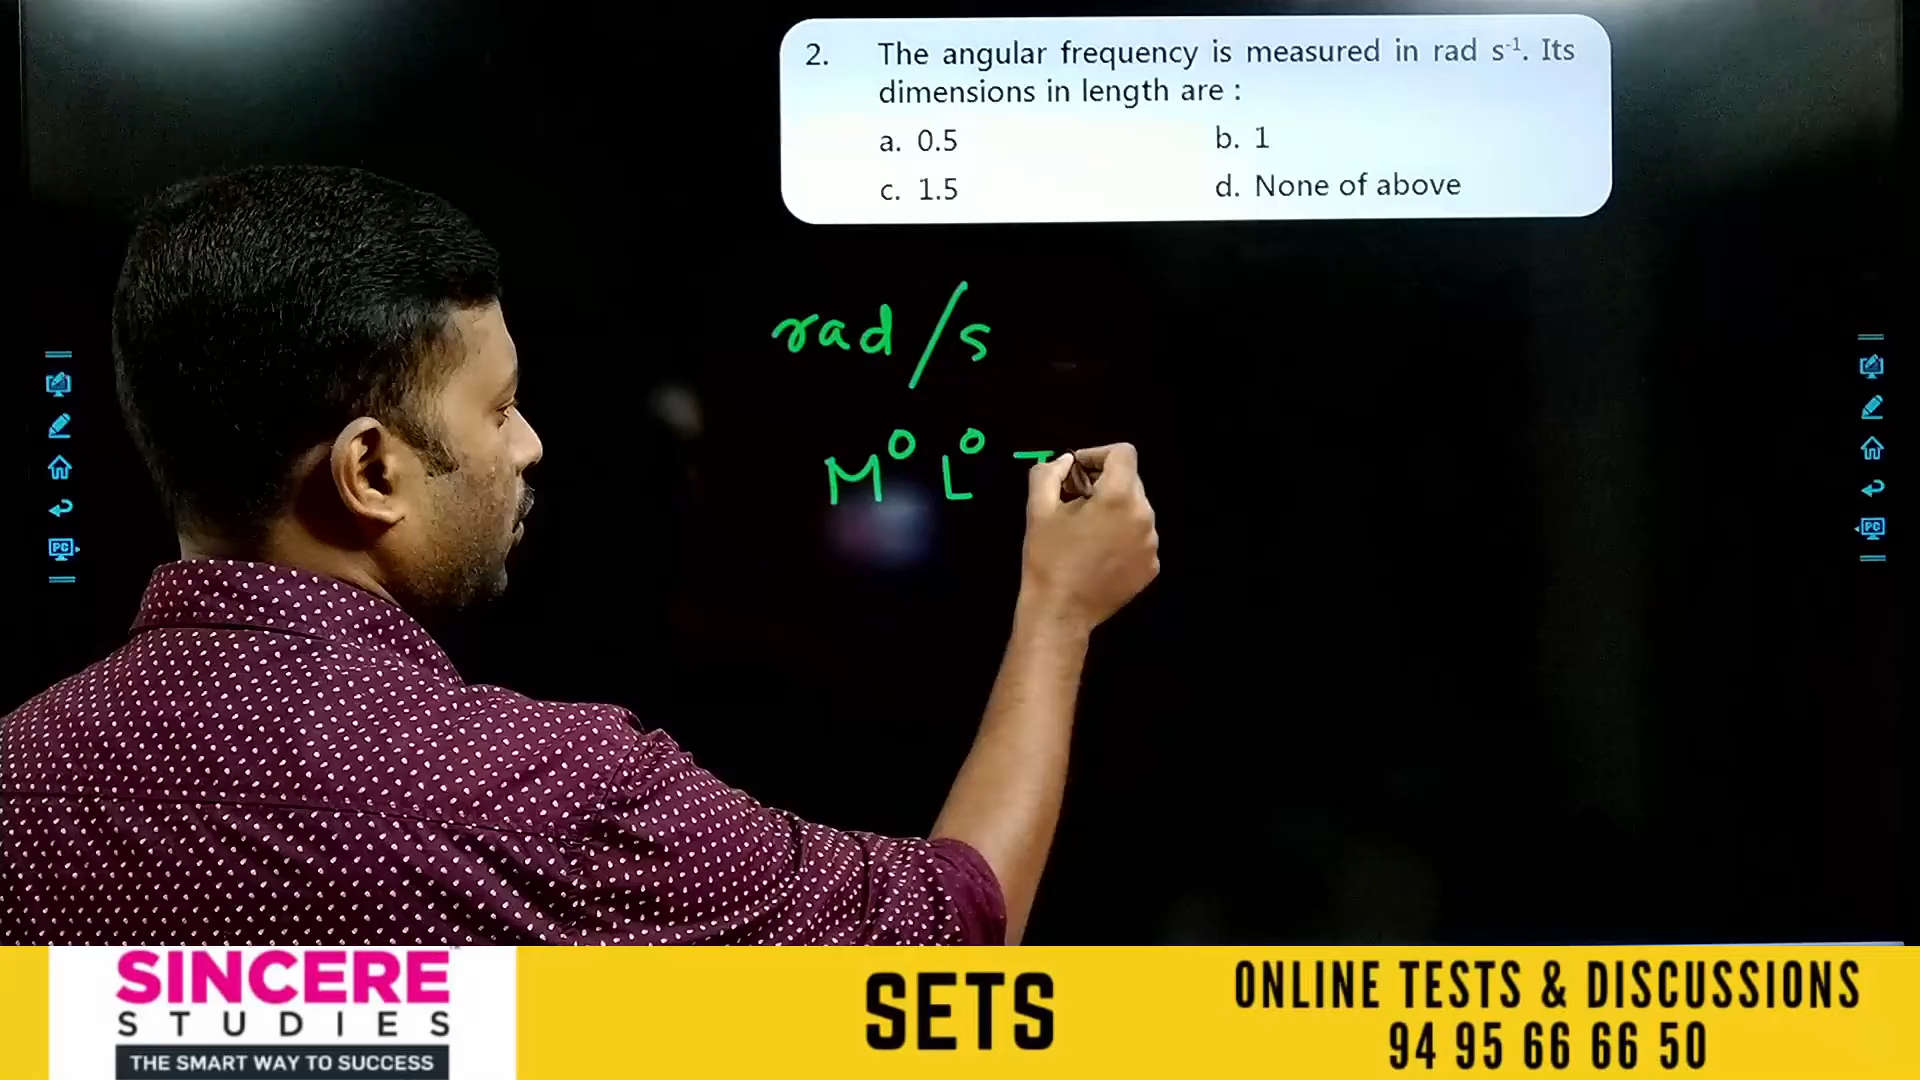 2. The angular frequency is measured in rad s⁻¹. Its
dimensions in length are :
a. 0.5 b. 1
c. 1.5 d. None of above
rad/s
M⁰ L⁰ T
PC
PC
SINCERE
STUDIES
THE SMART WAY TO SUCCESS
SETS
ONLINE TESTS & DISCUSSIONS
94 95 66 66 50